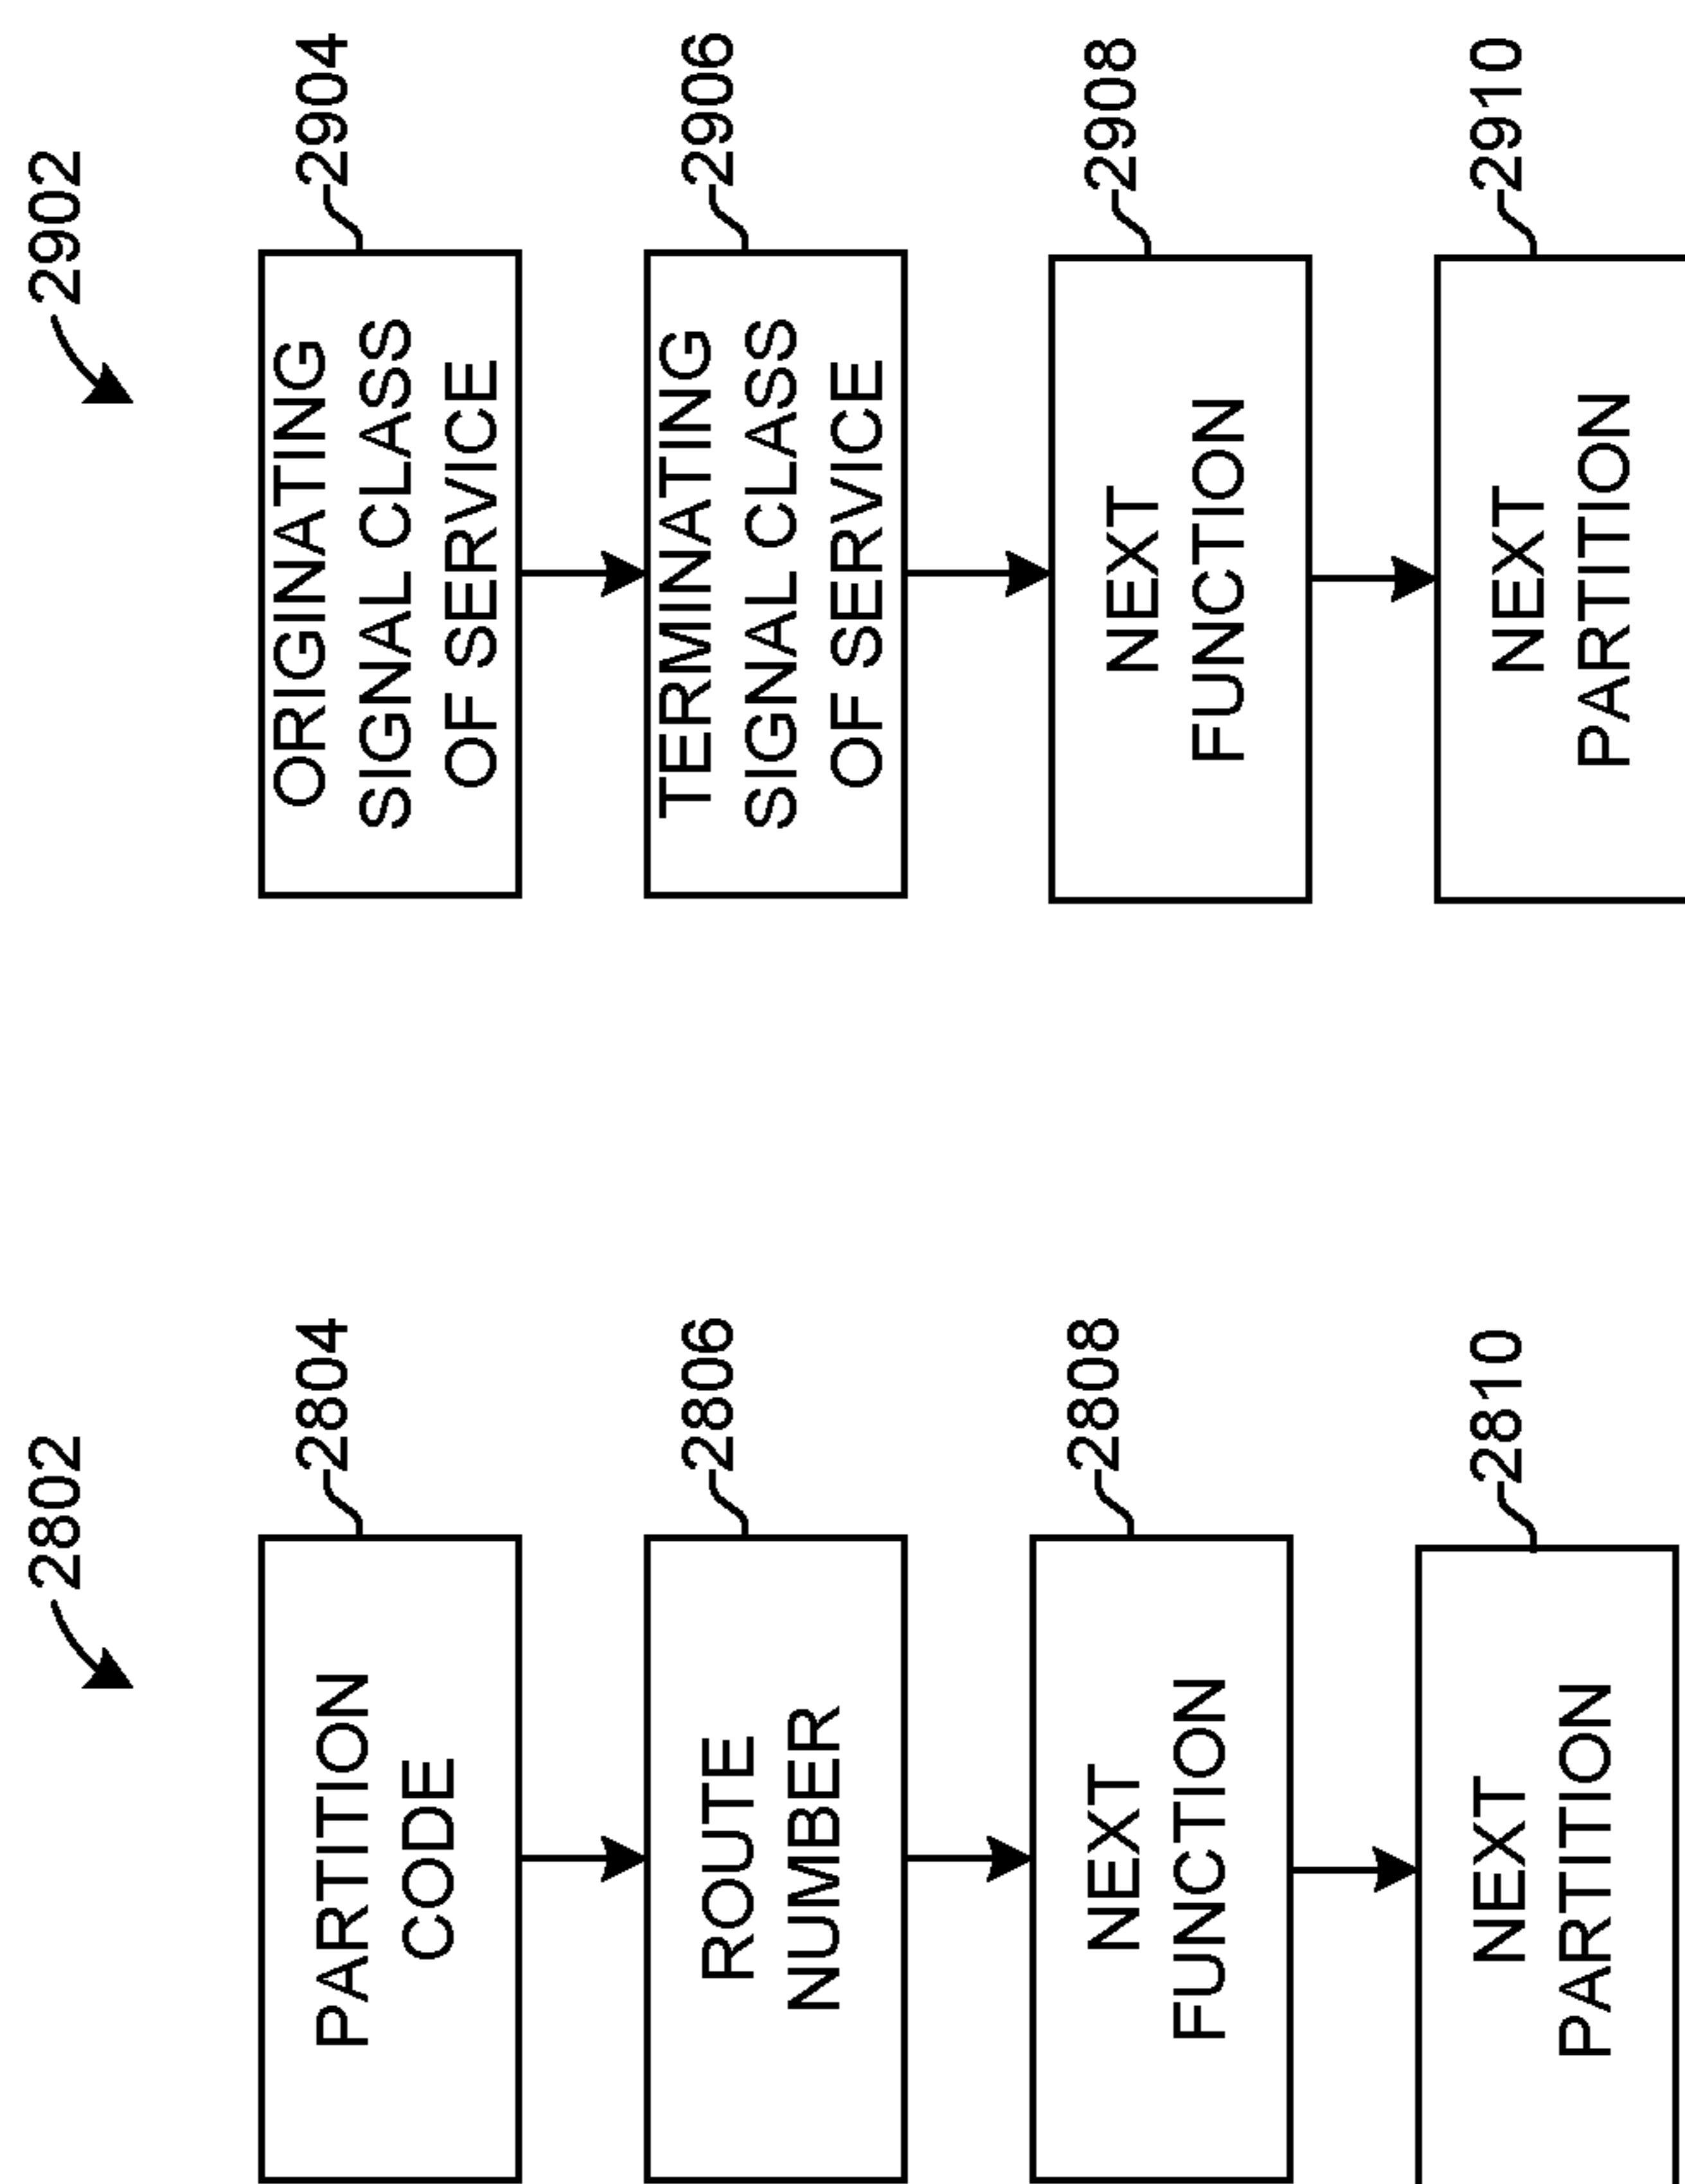 2802
PARTITION
CODE
2804
ROUTE
NUMBER
2806
NEXT
FUNCTION
2808
NEXT
PARTITION
2810
2902
ORIGINATING
SIGNAL CLASS
OF SERVICE
2904
TERMINATING
SIGNAL CLASS
OF SERVICE
2906
NEXT
FUNCTION
2908
NEXT
PARTITION
2910